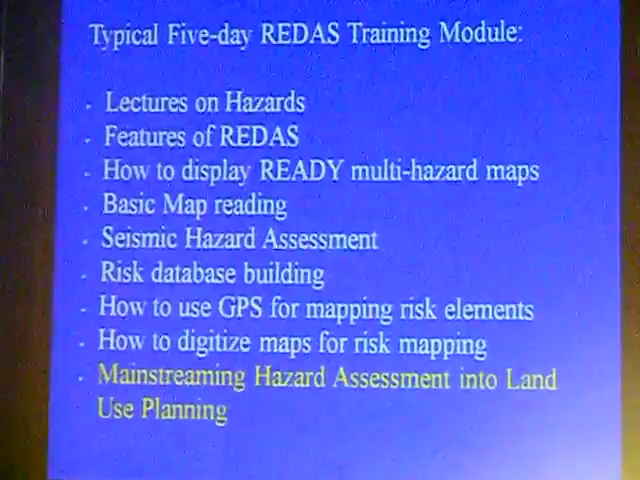 Typical Five-day REDAS Training Module:
Lectures on Hazards
Features of REDAS
How to display READY multi-hazard maps
Basic Map reading
Seismic Hazard Assessment
Risk database building
How to use GPS for mapping risk elements
How to digitize maps for risk mapping
Mainstreaming Hazard Assessment into Land
Use Planning